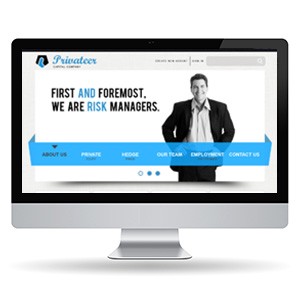 Privateer
CAPITAL COMPANY
CREATE NEW ACCOUNT | SIGN IN
FIRST AND FOREMOST,
WE ARE RISK MANAGERS.
ABOUT US PRIVATE HEDGE OUR TEAM EMPLOYMENT CONTACT US